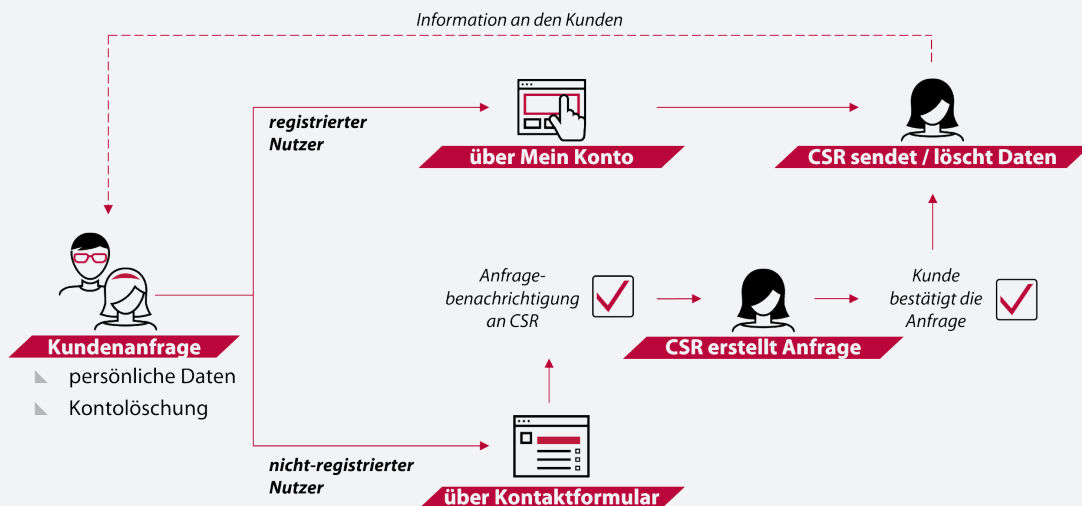 Information an den Kunden
registrierter
Nutzer
über Mein Konto
CSR sendet / löscht Daten
Anfrage-
benachrichtigung
an CSR
Kunde
bestätigt die
Anfrage
Kundenanfrage
CSR erstellt Anfrage
persönliche Daten
Kontolöschung
nicht-registrierter
Nutzer
über Kontaktformular